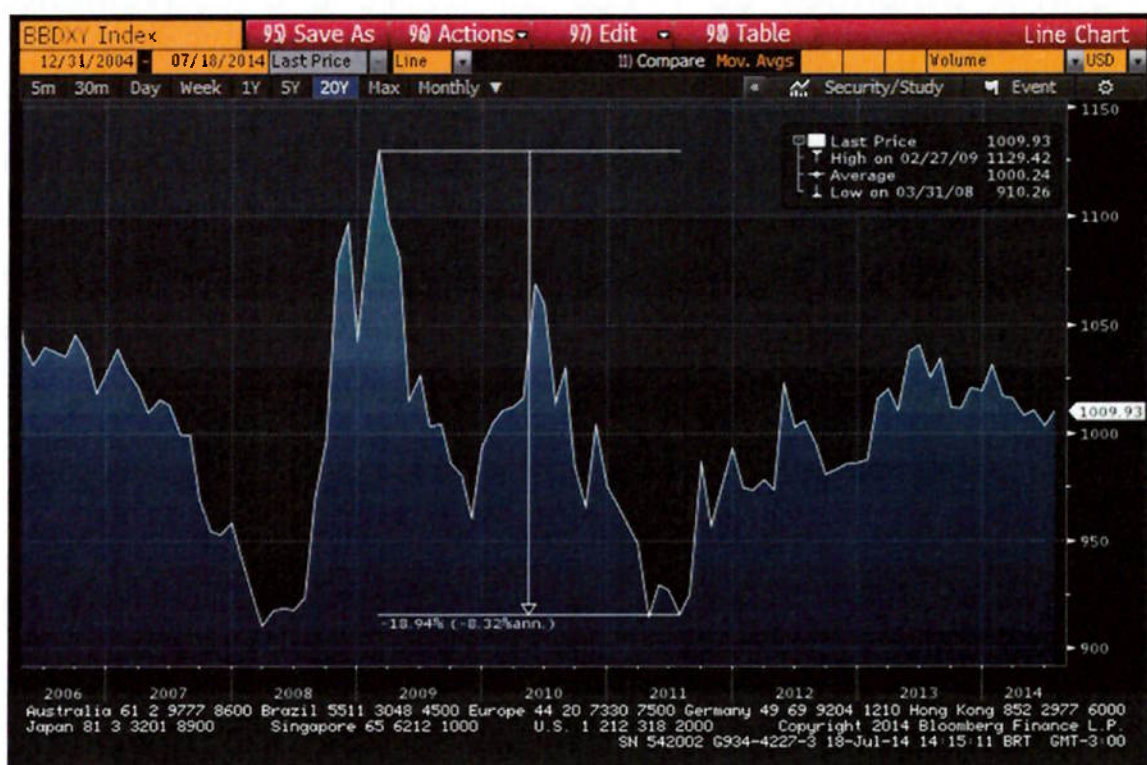 BBDXY Index 95) Save As 96) Actions 97) Edit 98) Table Line Chart
12/31/2004 - 07/18/2014 Last Price Line 11) Compare Mov. Avgs Volume USD
5m 30m Day Week 1Y 5Y 20Y Max Monthly ▼ « Security/Study Event
1150
Last Price 1009.93
High on 02/27/09 1129.42
Average 1000.24
Low on 03/31/08 910.26
1100
1050
1009.93
1000
950
-18.94% (-8.32%ann.)
900
2006 2007 2008 2009 2010 2011 2012 2013 2014
Australia 61 2 9777 8600 Brazil 5511 3048 4500 Europe 44 20 7330 7500 Germany 49 69 9204 1210 Hong Kong 852 2977 6000
Japan 81 3 3201 8900 Singapore 65 6212 1000 U.S. 1 212 318 2000 Copyright 2014 Bloomberg Finance L.P.
SN 542002 G934-4227-3 18-Jul-14 14:15:11 BRT GMT-3:00